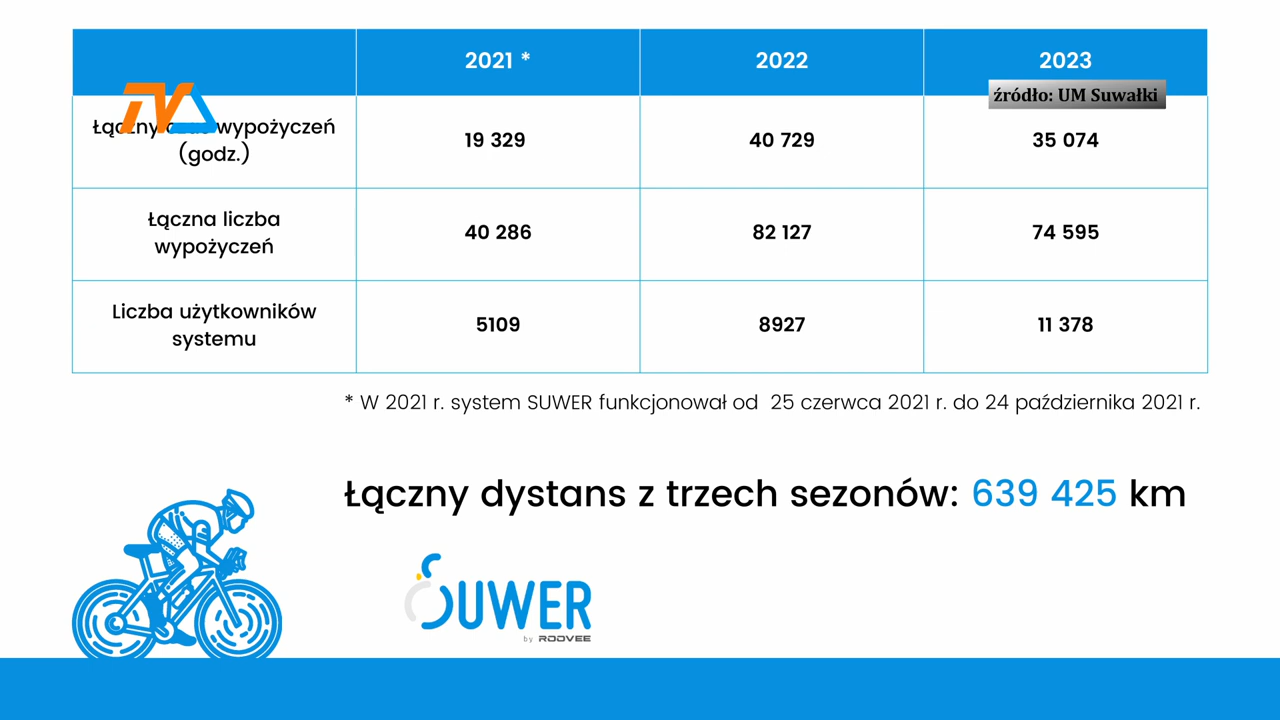 2021 *
2022
2023
źródło: UM Suwałki
TVΔ
Łączny wypożyczeń
(godz.)
19 329
40 729
35 074
Łączna liczba
wypożyczeń
40 286
82 127
74 595
Liczba użytkowników
systemu
5109
8927
11 378
* W 2021 r. system SUWER funkcjonował od 25 czerwca 2021 r. do 24 października 2021 r.
Łączny dystans z trzech sezonów: 639 425 km
SUWER
by ROOVEE